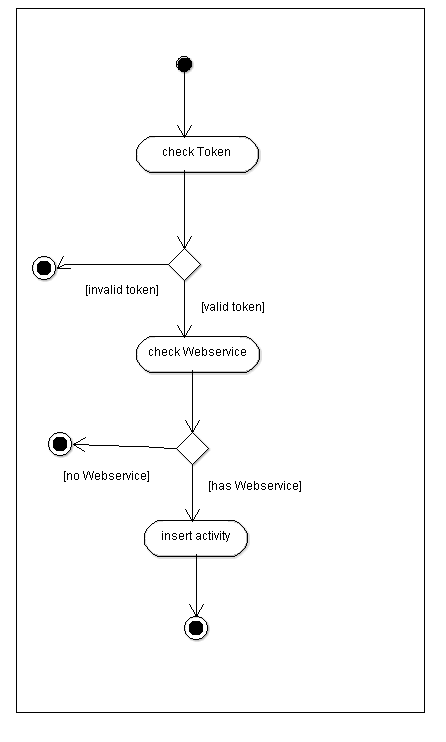 check Token
[invalid token]
[valid token]
check Webservice
[no Webservice]
[has Webservice]
insert activity